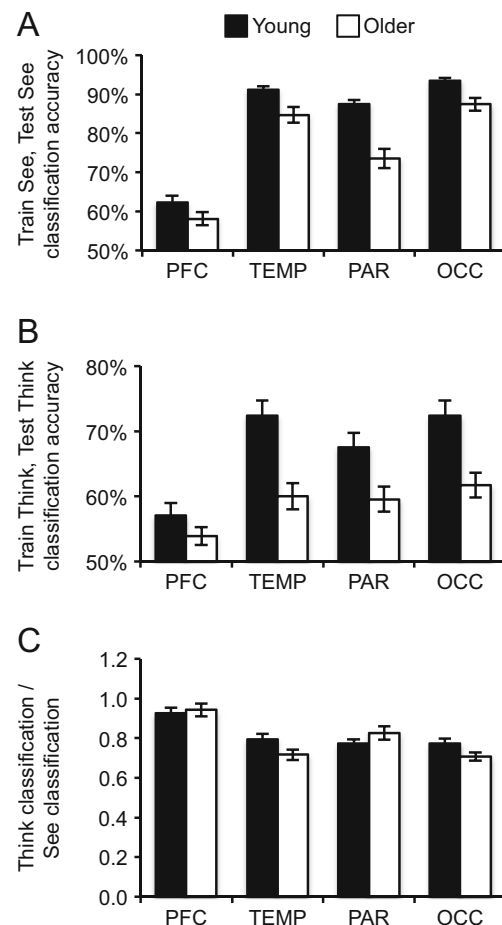 A
Young Older
Train See, Test See
classification accuracy
100%
90%
80%
70%
60%
50%
PFC TEMP PAR OCC
B
Train Think, Test Think
classification accuracy
80%
70%
60%
50%
PFC TEMP PAR OCC
C
Think classification /
See classification
1.2
1.0
0.8
0.6
0.4
0.2
0.0
PFC TEMP PAR OCC